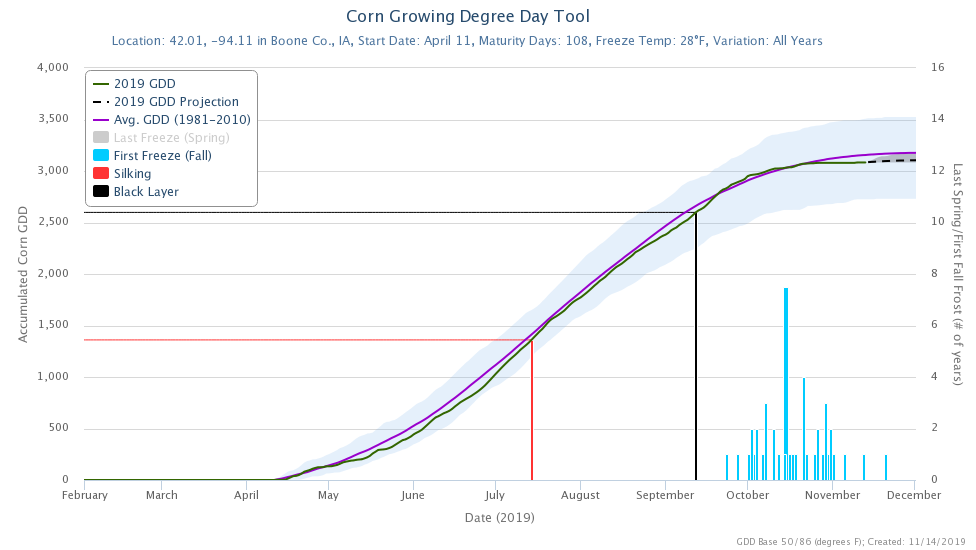 Corn Growing Degree Day Tool
Location: 42.01, -94.11 in Boone Co., IA, Start Date: April 11, Maturity Days: 108, Freeze Temp: 28°F, Variation: All Years
2019 GDD
2019 GDD Projection
Avg. GDD (1981-2010)
Last Freeze (Spring)
First Freeze (Fall)
Silking
Black Layer
Accumulated Corn GDD
4,000
3,500
3,000
2,500
2,000
1,500
1,000
500
0
16
14
12
10
8
6
4
2
0
Last Spring/First Fall Frost (# of years)
February March April May June July August September October November December
Date (2019)
GDD Base 50/86 (degrees F); Created: 11/14/2019